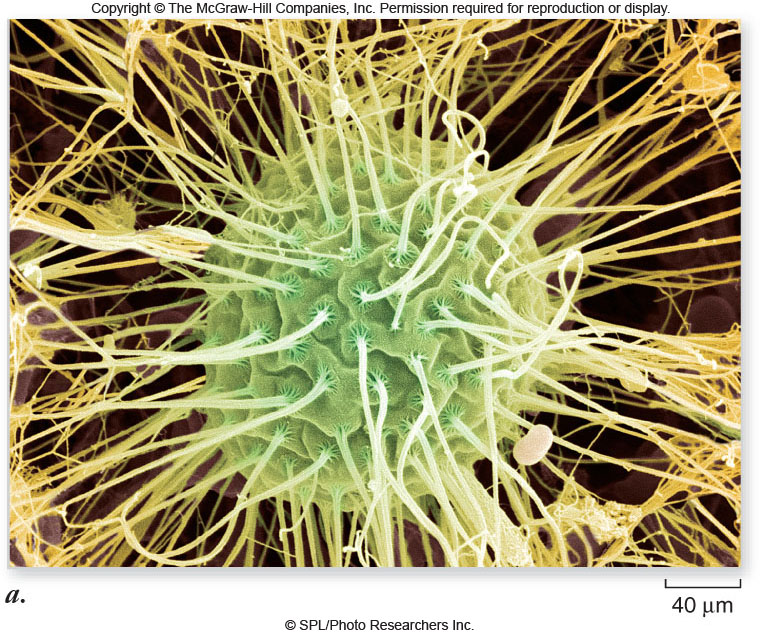 Copyright © The McGraw-Hill Companies, Inc. Permission required for reproduction or display.
a.
40 μm
© SPL/Photo Researchers Inc.